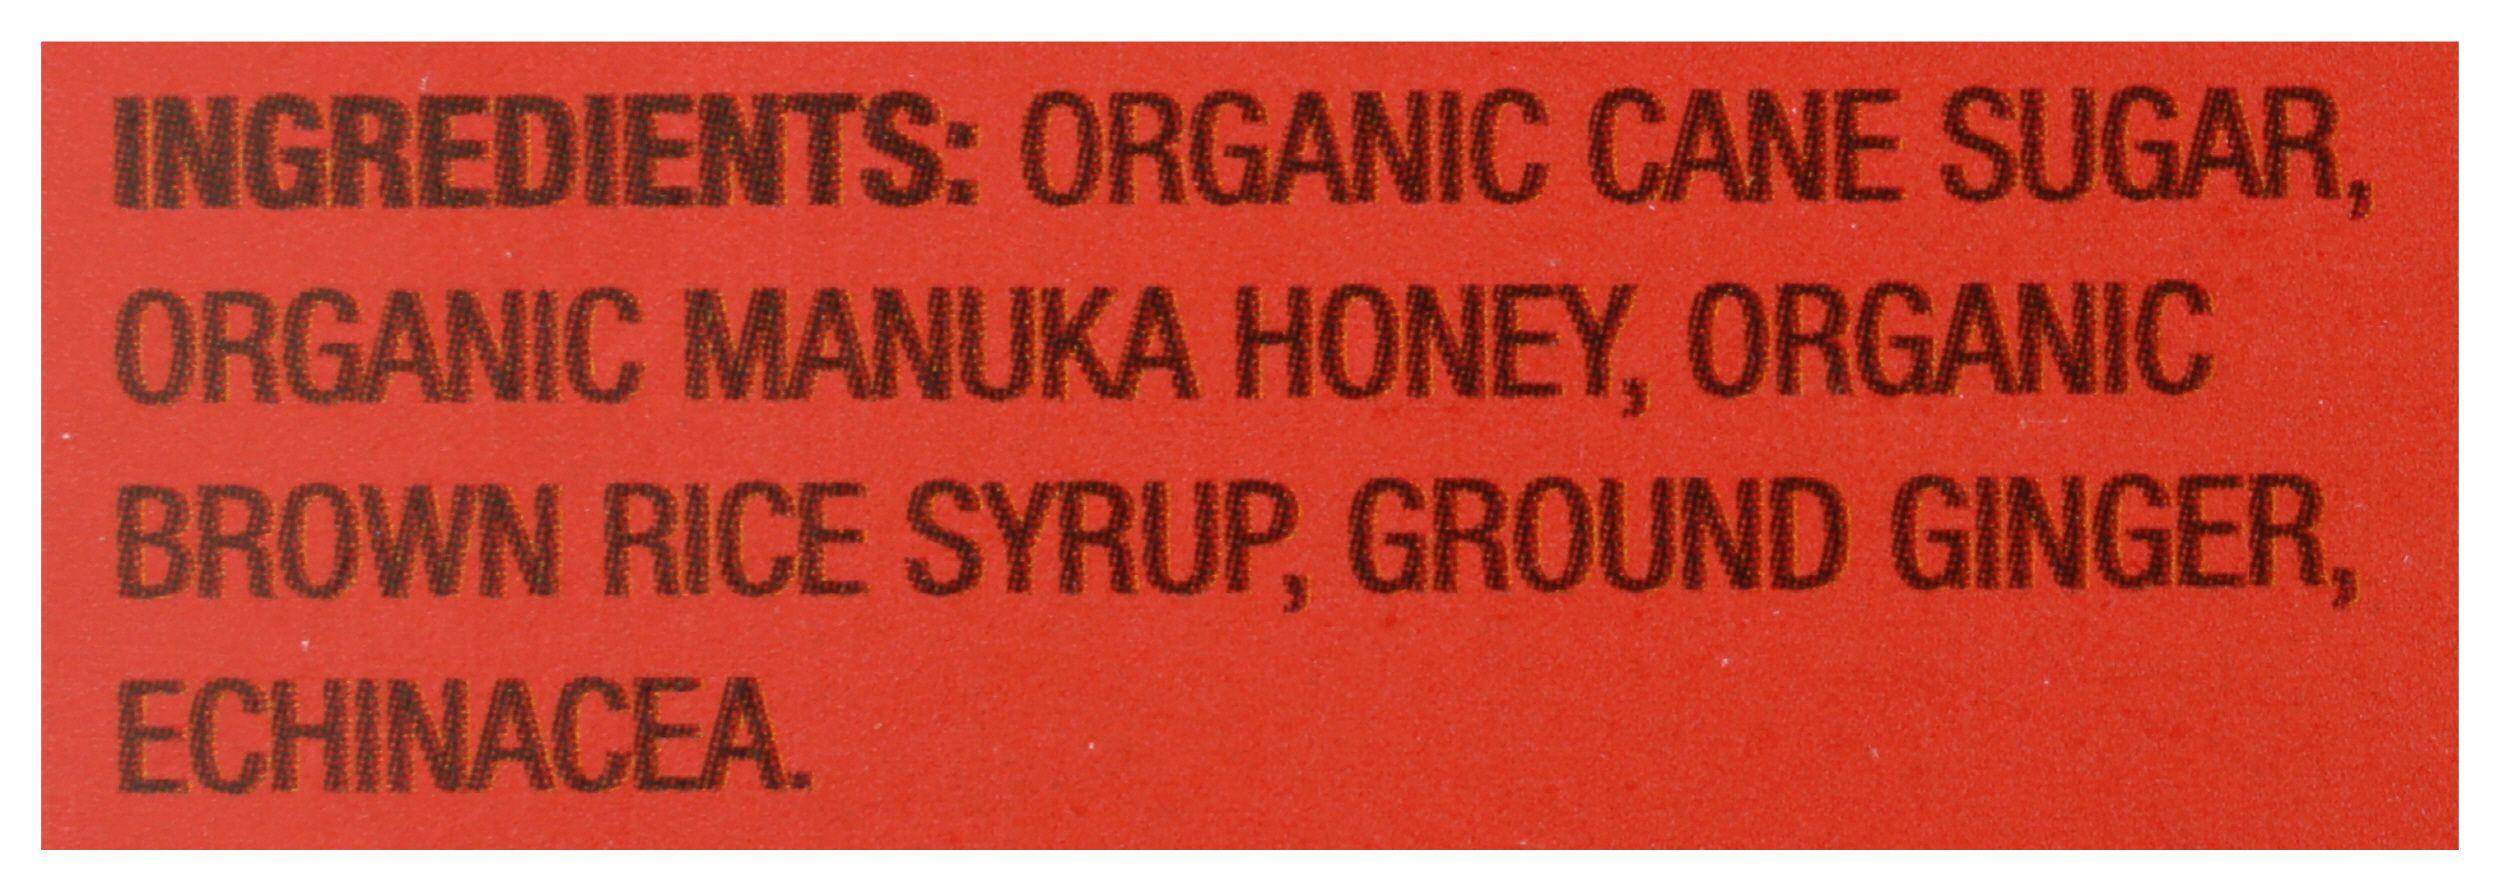 INGREDIENTS: ORGANIC CANE SUGAR,
ORGANIC MANUKA HONEY, ORGANIC
BROWN RICE SYRUP, GROUND GINGER,
ECHINACEA.